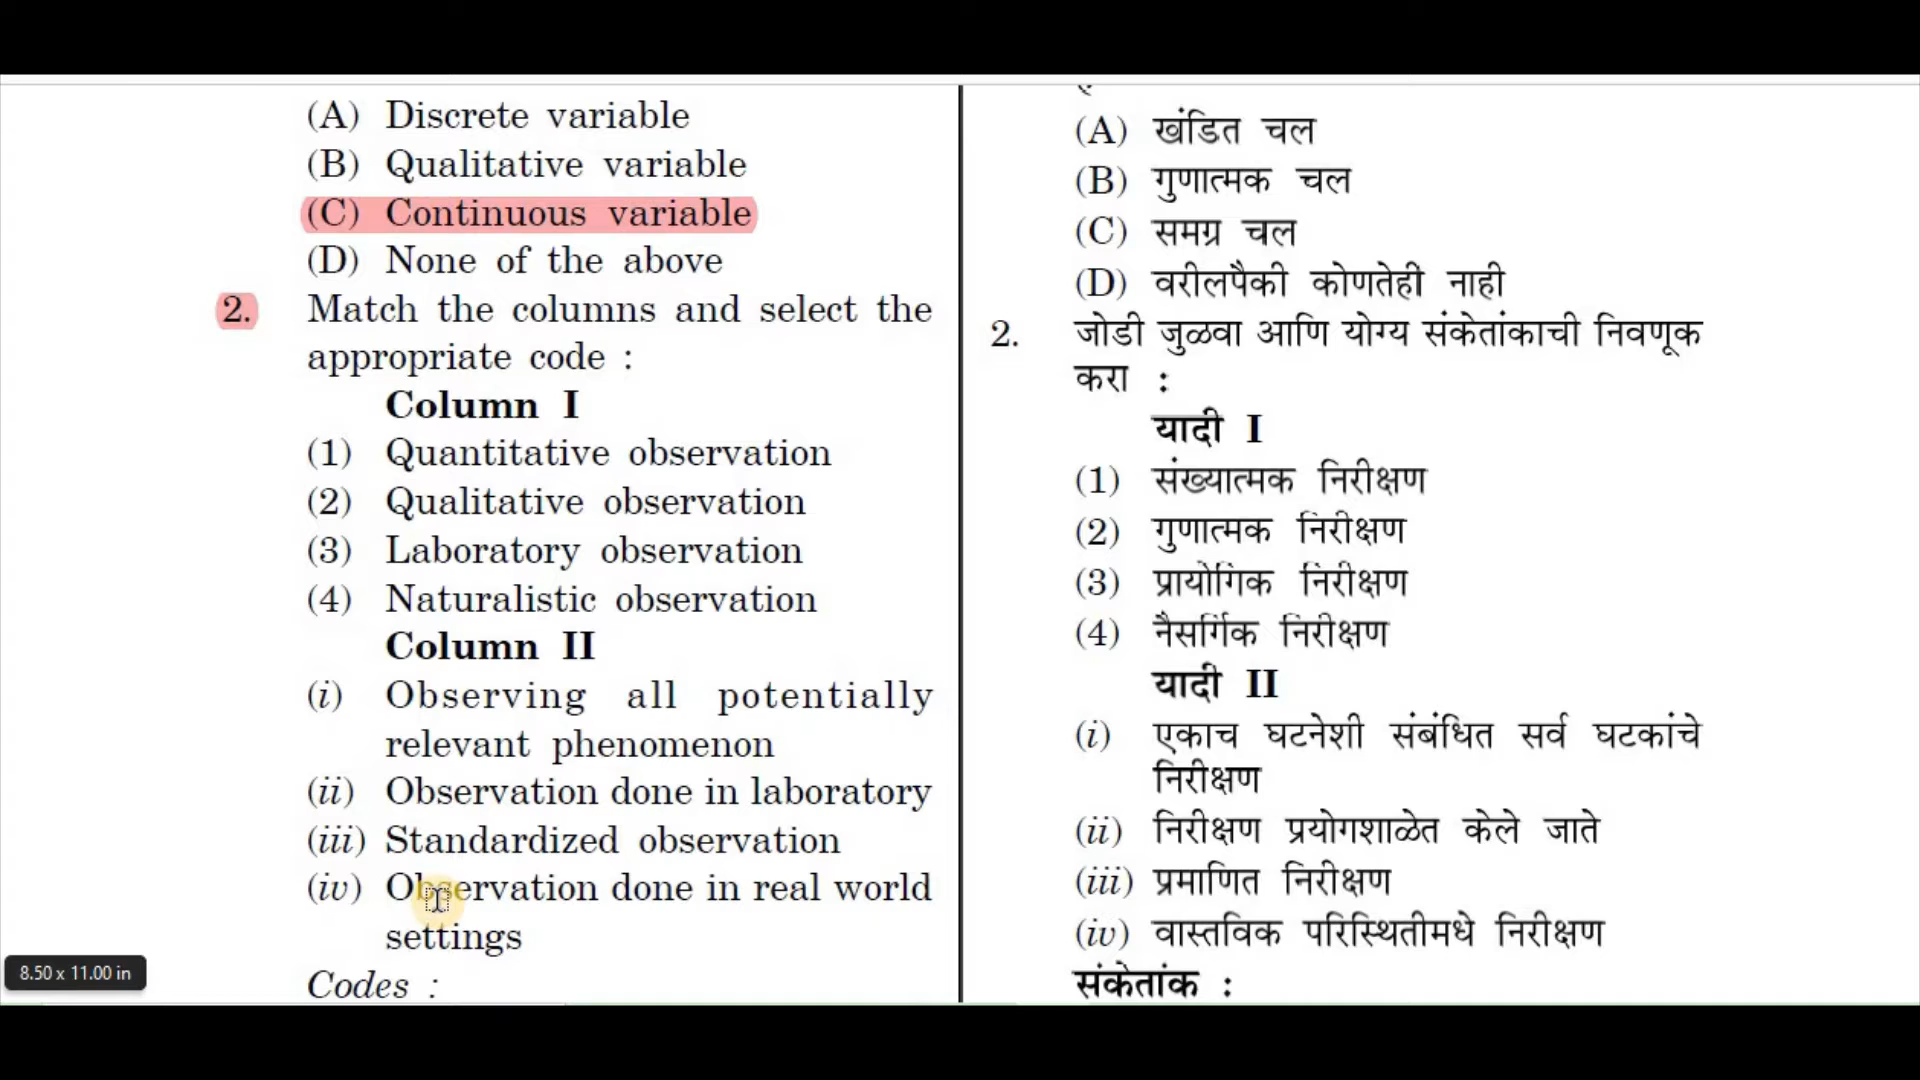 (A) Discrete variable
(B) Qualitative variable
(C) Continuous variable
(D) None of the above
2. Match the columns and select the
appropriate code :
Column I
(1) Quantitative observation
(2) Qualitative observation
(3) Laboratory observation
(4) Naturalistic observation
Column II
(i) Observing all potentially
relevant phenomenon
(ii) Observation done in laboratory
(iii) Standardized observation
(iv) Observation done in real world
settings
Codes :
(A) खंडित चल
(B) गुणात्मक चल
(C) समग्र चल
(D) वरीलपैकी कोणतेही नाही
2. जोडी जुळवा आणि योग्य संकेतांकाची निवणूक
करा :
यादी I
(1) संख्यात्मक निरीक्षण
(2) गुणात्मक निरीक्षण
(3) प्रायोगिक निरीक्षण
(4) नैसर्गिक निरीक्षण
यादी II
(i) एकाच घटनेशी संबंधित सर्व घटकांचे
निरीक्षण
(ii) निरीक्षण प्रयोगशाळेत केले जाते
(iii) प्रमाणित निरीक्षण
(iv) वास्तविक परिस्थितीमधे निरीक्षण
संकेतांक :
8.50 x 11.00 in